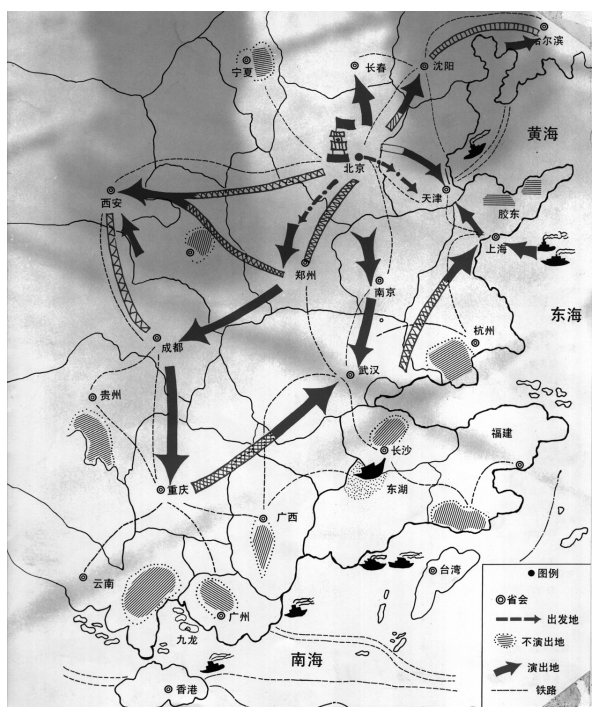 哈尔滨
宁夏
长春
沈阳
黄海
北京
西安
天津
胶东
上海
郑州
南京
东海
成都
杭州
武汉
贵州
福建
长沙
重庆
东湖
广西
云南
台湾
图例
省会
出发地
不演出地
演出地
铁路
广州
九龙
南海
香港